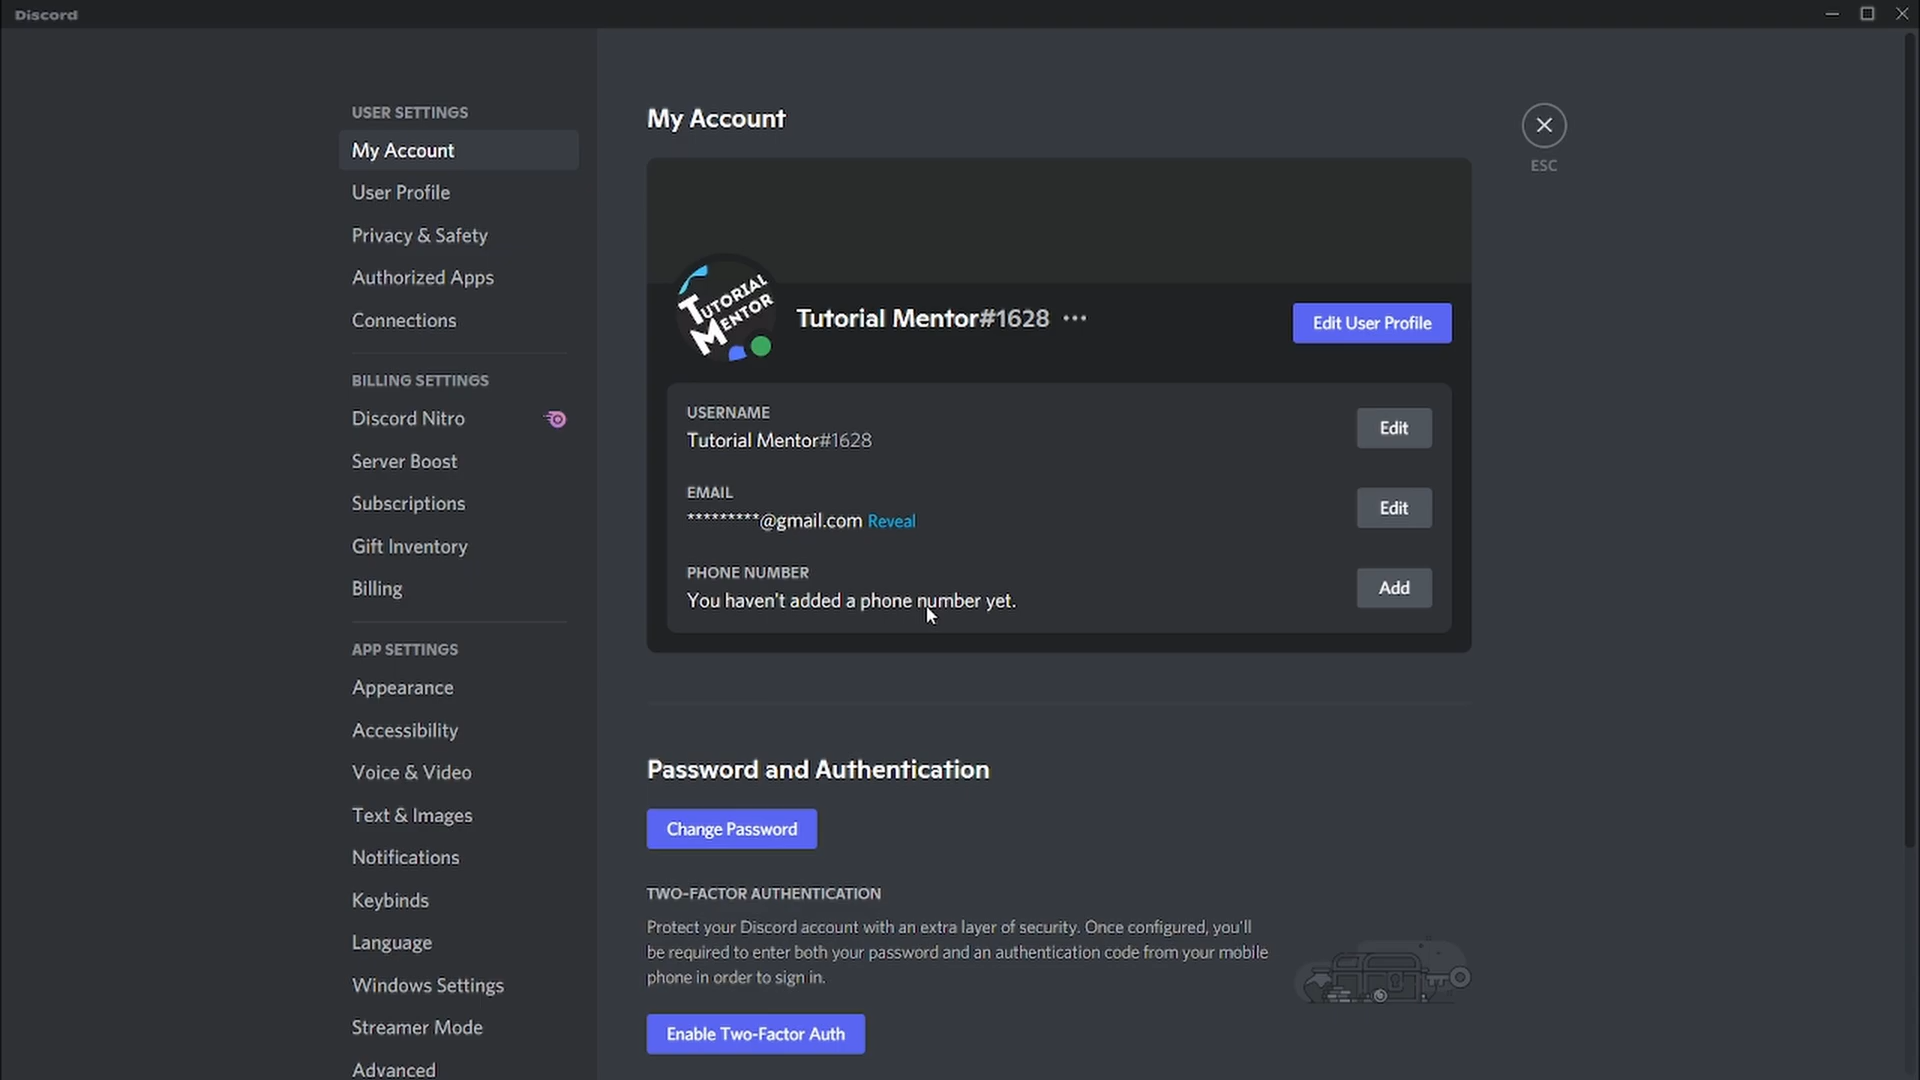 Discord
USER SETTINGS
My Account
User Profile
Privacy & Safety
Authorized Apps
Connections
BILLING SETTINGS
Discord Nitro
Server Boost
Subscriptions
Gift Inventory
Billing
APP SETTINGS
Appearance
Accessibility
Voice & Video
Text & Images
Notifications
Keybinds
Language
Windows Settings
Streamer Mode
Advanced
My Account
ESC
TUTORIAL
MENTOR
Tutorial Mentor#1628
Edit User Profile
USERNAME
Tutorial Mentor#1628
Edit
EMAIL
*********@gmail.com Reveal
Edit
PHONE NUMBER
You haven't added a phone number yet.
Add
Password and Authentication
Change Password
TWO-FACTOR AUTHENTICATION
Protect your Discord account with an extra layer of security. Once configured, you'll
be required to enter both your password and an authentication code from your mobile
phone in order to sign in.
Enable Two-Factor Auth